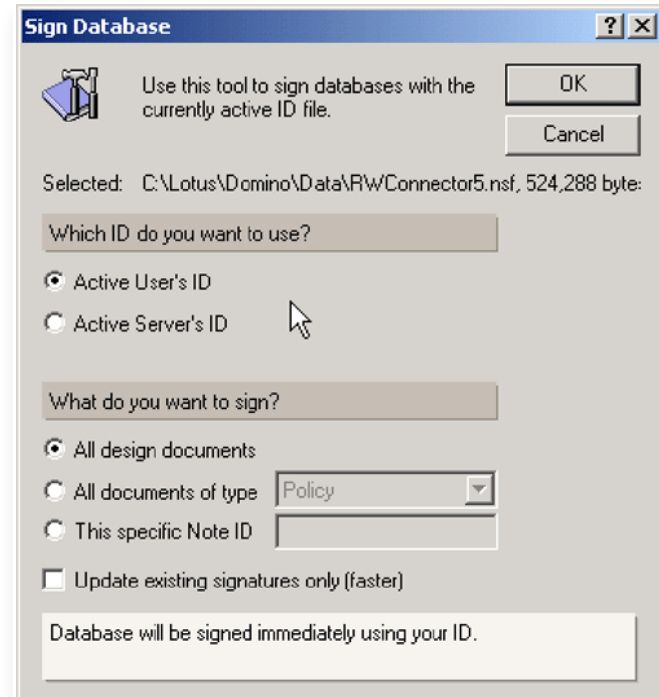 Sign Database
Use this tool to sign databases with the
currently active ID file.
OK
Cancel
Selected: C:\Lotus\Domino\Data\RWConnector5.nsf, 524,288 byte:
Which ID do you want to use?
Active User's ID
Active Server's ID
What do you want to sign?
All design documents
All documents of type Policy
This specific Note ID
Update existing signatures only (faster)
Database will be signed immediately using your ID.